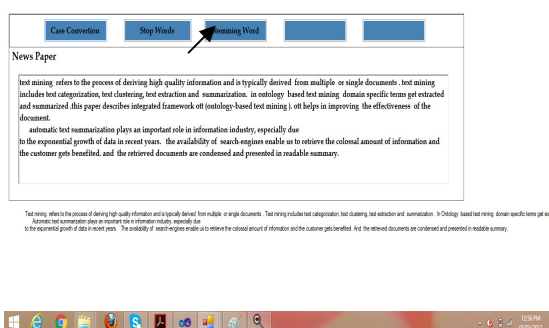 Case Convertion Stop Words Stemming Word
News Paper
text mining refers to the process of deriving high quality information and is typically derived from multiple or single documents . text mining
includes text categorization, text clustering, text extraction and summarization. in ontology based text mining domain specific terms get extracted
and summarized .this paper describes integrated framework ott (ontology-based text mining ). ott helps in improving the effectiveness of the
document.
automatic text summarization plays an important role in information industry, especially due
to the exponential growth of data in recent years. the availability of search-engines enable us to retrieve the colossal amount of information and
the customer gets benefited. and the retrieved documents are condensed and presented in readable summary.
Text mining refers to the process of deriving high quality information and is typically derived from multiple or single documents . Text mining includes text categorization, text clustering, text extraction and summarization. In Ontology based text mining domain specific terms get
Automatic text summarization plays an important role in information industry, especially due
to the exponential growth of data in recent years. The availability of search-engines enable us to retrieve the colossal amount of information and the customer gets benefited. And the retrieved documents are condensed and presented in readable summary.
12:56 PM